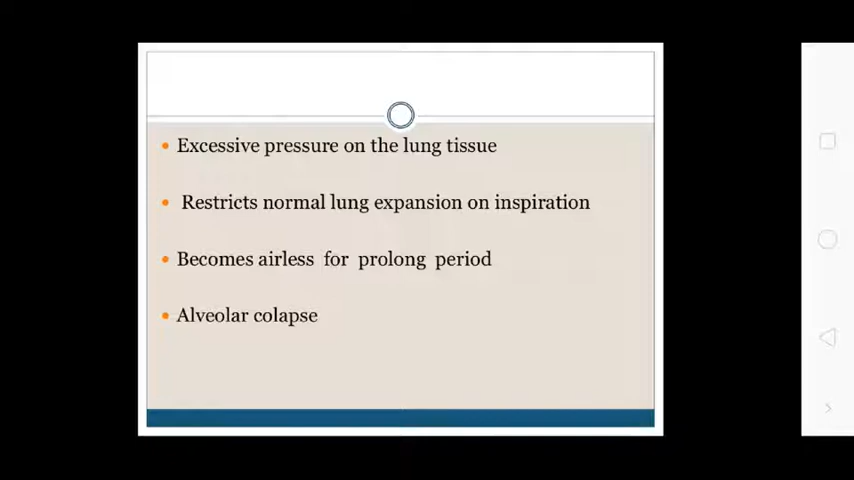 Excessive pressure on the lung tissue
Restricts normal lung expansion on inspiration
Becomes airless for prolong period
Alveolar colapse